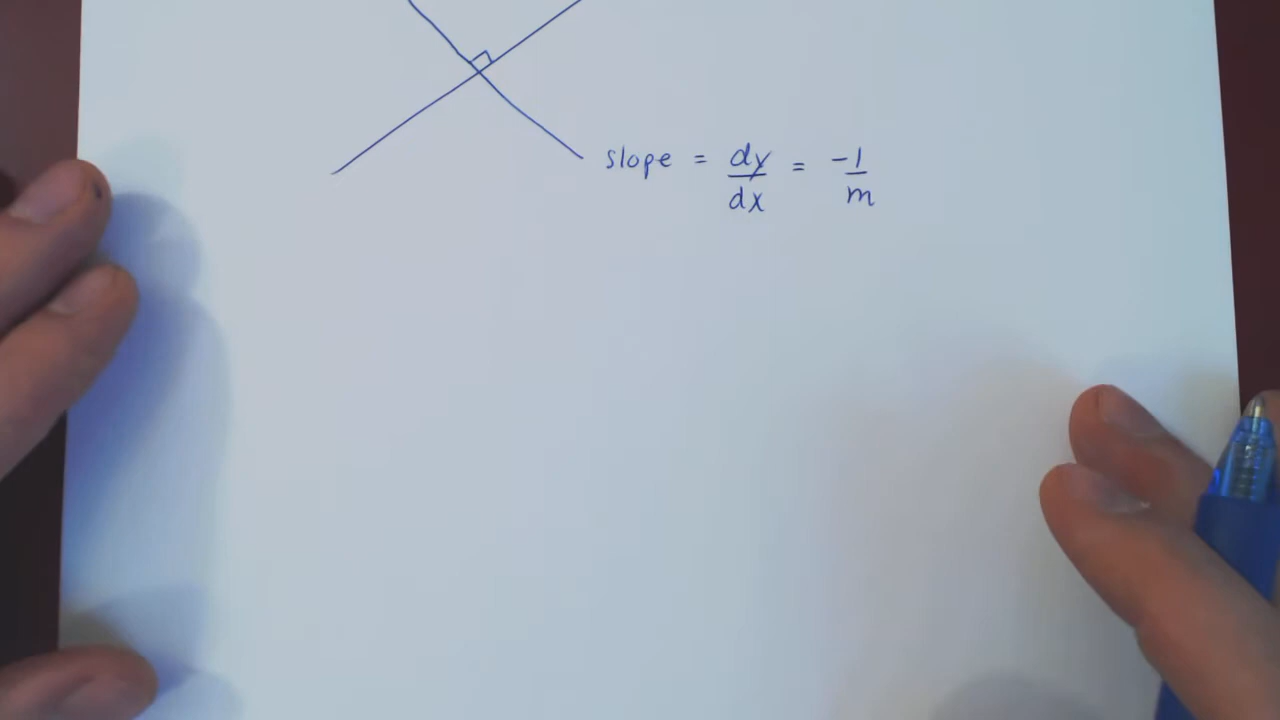 slope = dy/dx = -1/m